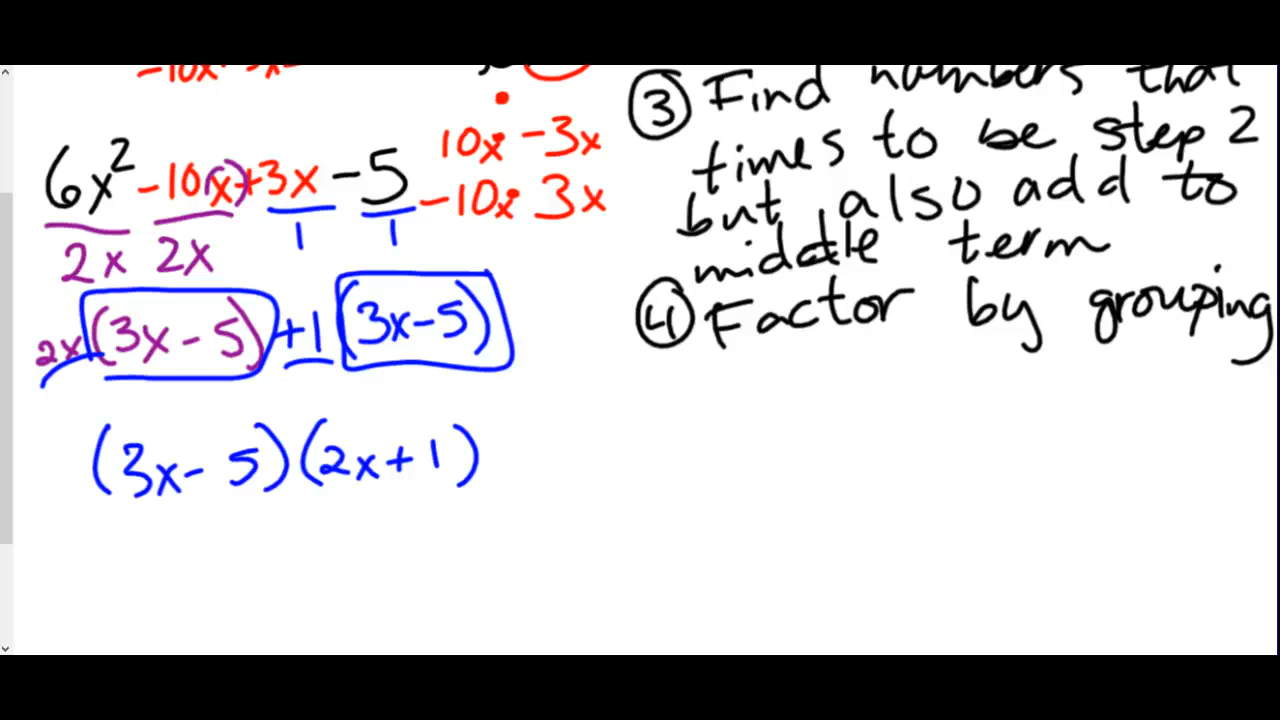 -10x
10x · -3x
6x² -10x +3x -5
-10x · 3x
2x 2x 1 1
2x(3x-5) +1 (3x-5)
(3x-5)(2x+1)
③ Find numbers that
times to be step 2
but also add to
middle term
④ Factor by grouping